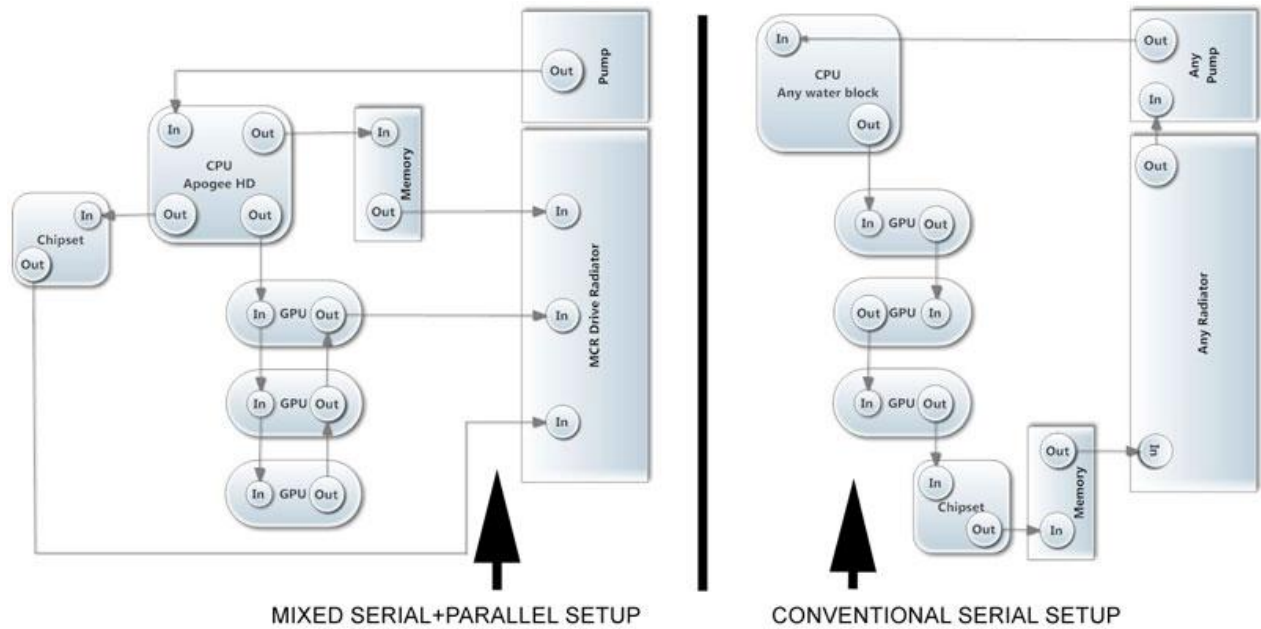 Out
Pump
In
Out
CPU
Apogee HD
Out
Out
In
Memory
Out
In
Chipset
Out
In
GPU
Out
In
GPU
Out
In
GPU
Out
In
In
In
MCR Drive Radiator
MIXED SERIAL+PARALLEL SETUP
In
CPU
Any water block
Out
Out
In
Any
Pump
In
GPU
Out
Out
GPU
In
In
GPU
Out
In
Chipset
Out
Out
In
Memory
Out
In
Any Radiator
CONVENTIONAL SERIAL SETUP